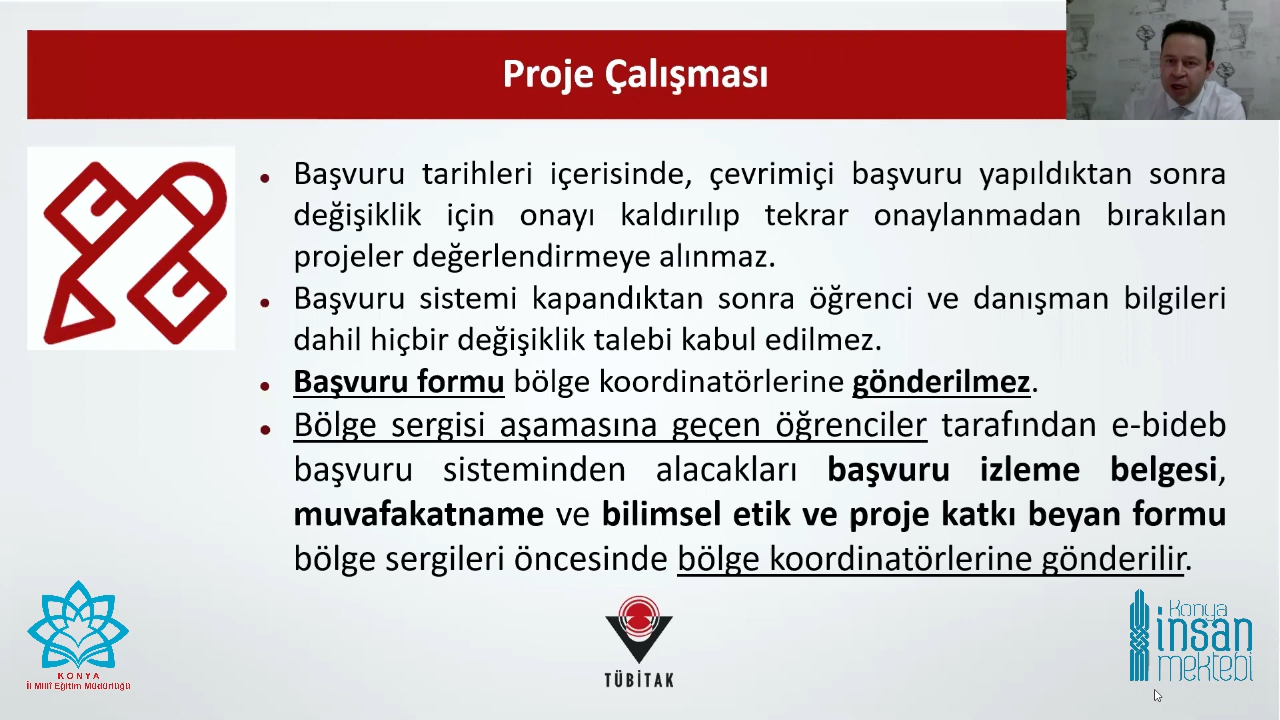 Proje Çalışması
Başvuru tarihleri içerisinde, çevrimiçi başvuru yapıldıktan sonra
değişiklik için onayı kaldırılıp tekrar onaylanmadan bırakılan
projeler değerlendirmeye alınmaz.
Başvuru sistemi kapandıktan sonra öğrenci ve danışman bilgileri
dahil hiçbir değişiklik talebi kabul edilmez.
Başvuru formu bölge koordinatörlerine gönderilmez.
Bölge sergisi aşamasına geçen öğrenciler tarafından e-bideb
başvuru sisteminden alacakları başvuru izleme belgesi,
muvafakatname ve bilimsel etik ve proje katkı beyan formu
bölge sergileri öncesinde bölge koordinatörlerine gönderilir.
KONYA
İl Millî Eğitim Müdürlüğü
TÜBİTAK
Konya
insan
mektebi